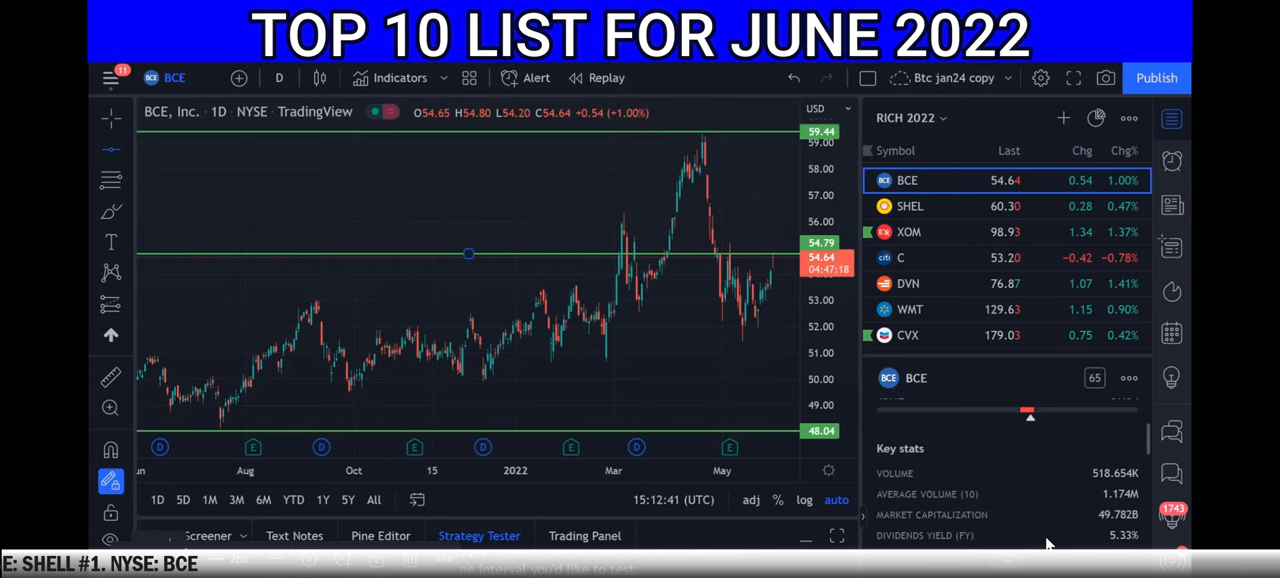 TOP 10 LIST FOR JUNE 2022
11
BCE BCE D Indicators Alert Replay Btc jan24 copy Publish
BCE, Inc. · 1D · NYSE · TradingView O54.65 H54.80 L54.20 C54.64 +0.54 (+1.00%)
USD
59.44
59.00
58.00
57.00
56.00
54.79
54.64
04:47:18
53.00
52.00
51.00
50.00
49.00
48.04
D E D E D E D E
Aug Oct 15 2022 Mar May
1D 5D 1M 3M 6M YTD 1Y 5Y All 15:12:41 (UTC) adj % log auto
Screener Text Notes Pine Editor Strategy Tester Trading Panel
RICH 2022
Symbol Last Chg Chg%
BCE BCE 54.64 0.54 1.00%
SHEL 60.30 0.28 0.47%
XOM 98.93 1.34 1.37%
citi C 53.20 −0.42 −0.78%
DVN 76.87 1.07 1.41%
WMT 129.63 1.15 0.90%
CVX 179.03 0.75 0.42%
BCE BCE 65
Key stats
VOLUME 518.654K
AVERAGE VOLUME (10) 1.174M
MARKET CAPITALIZATION 49.782B
DIVIDENDS YIELD (FY) 5.33%
1743
E: SHELL #1. NYSE: BCE